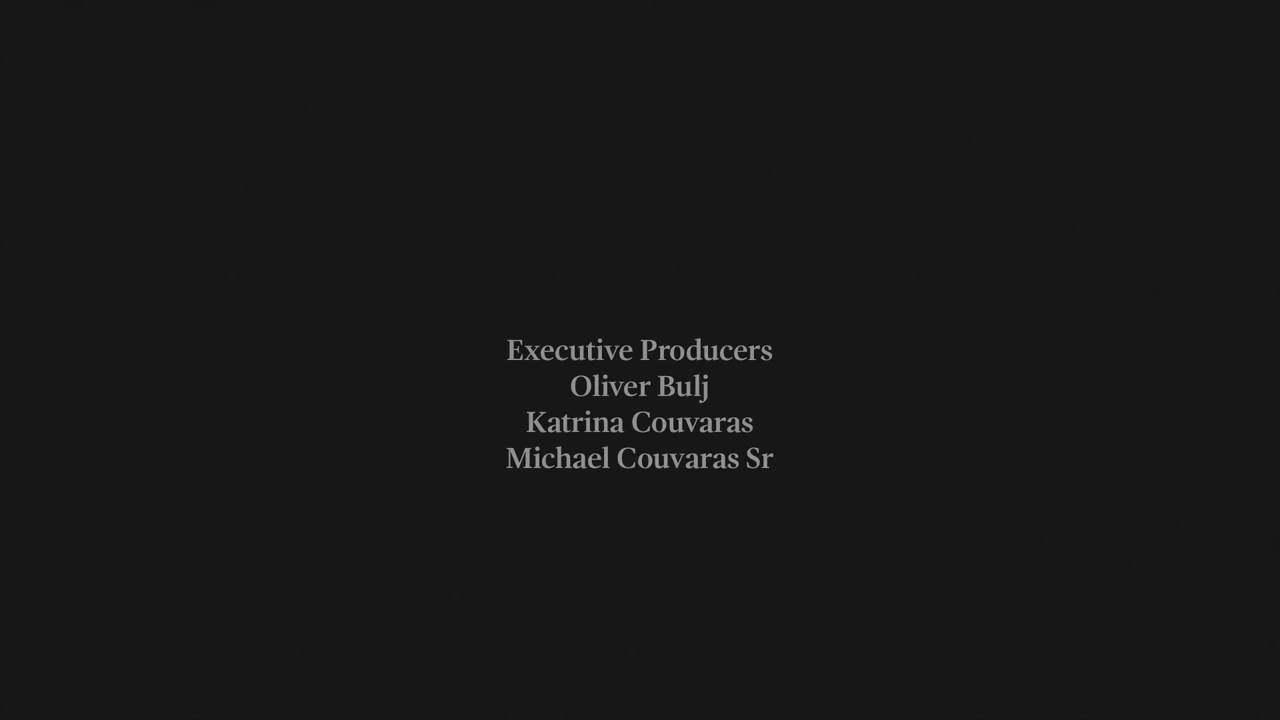 Executive Producers
Oliver Bulj
Katrina Couvaras
Michael Couvaras Sr